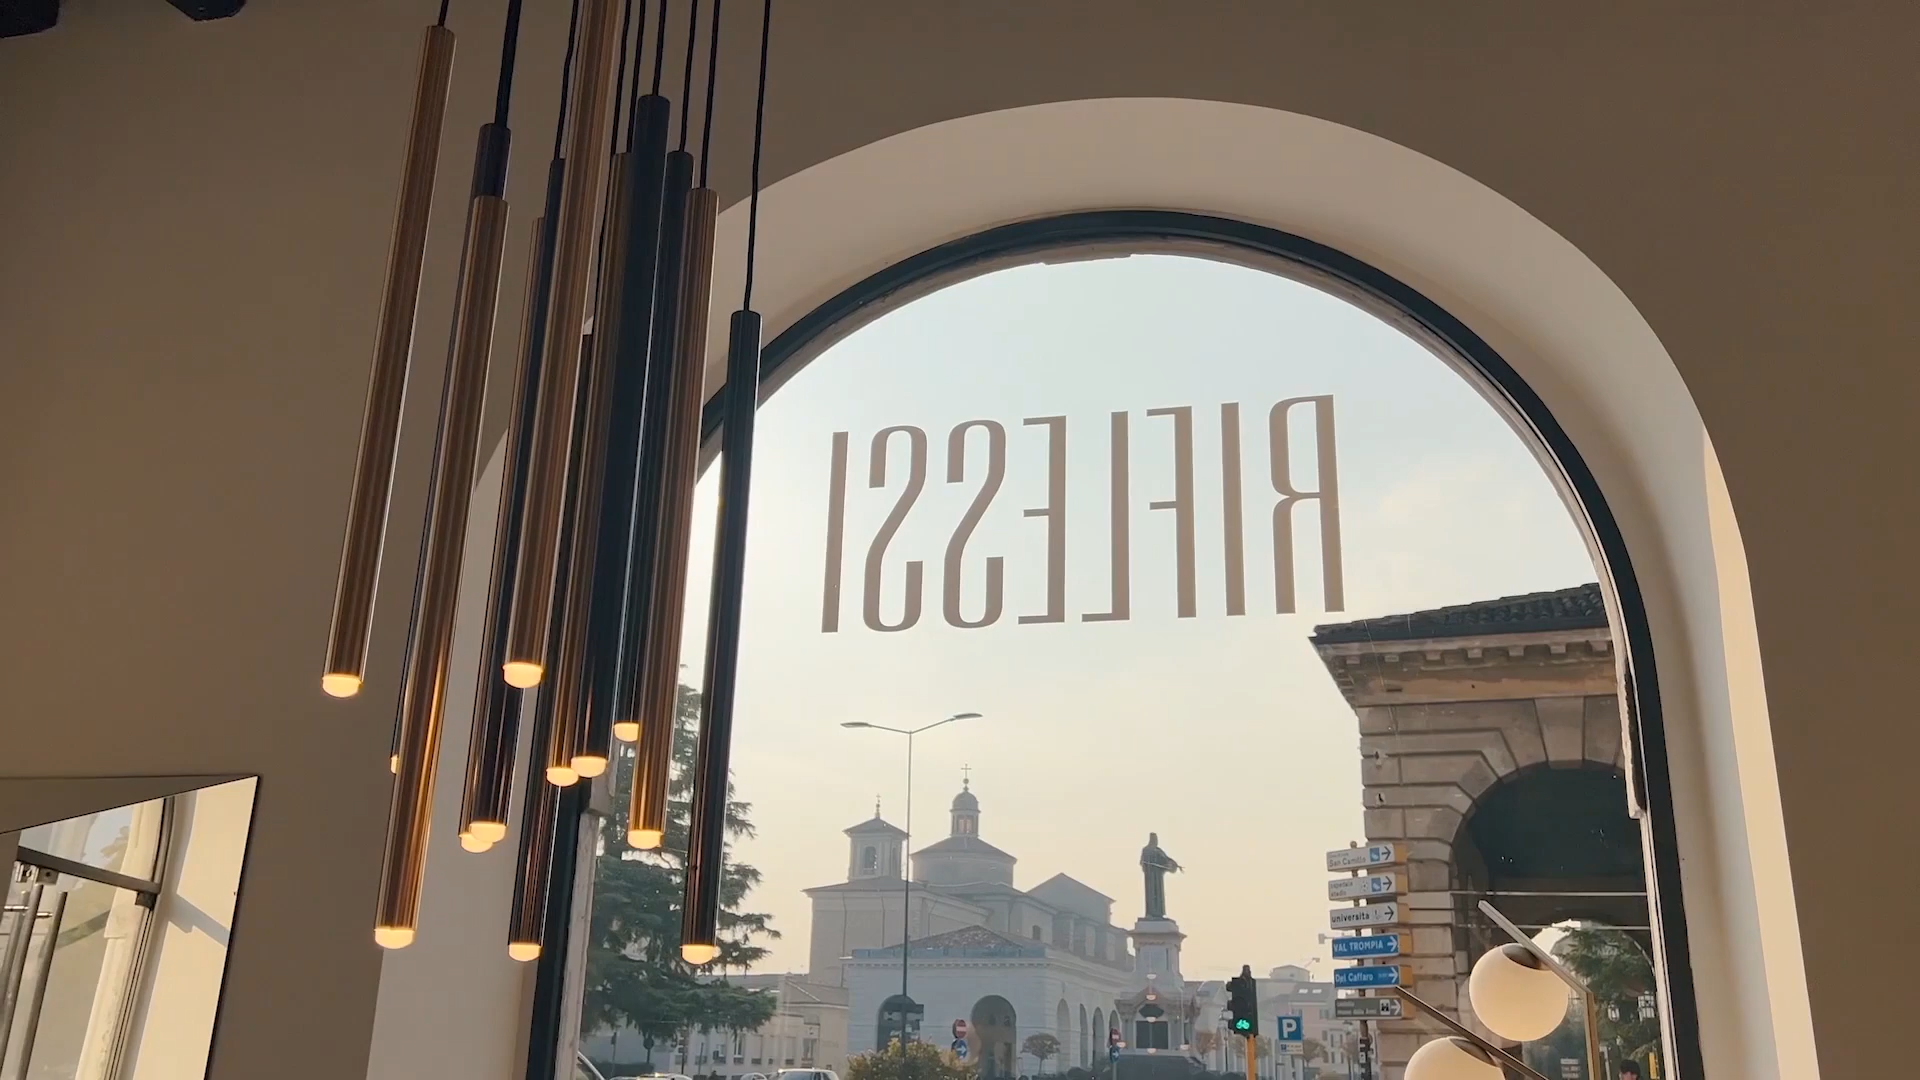 RIFLESSI
San Camillo
università
VAL TROMPIA
Del Caffaro
P